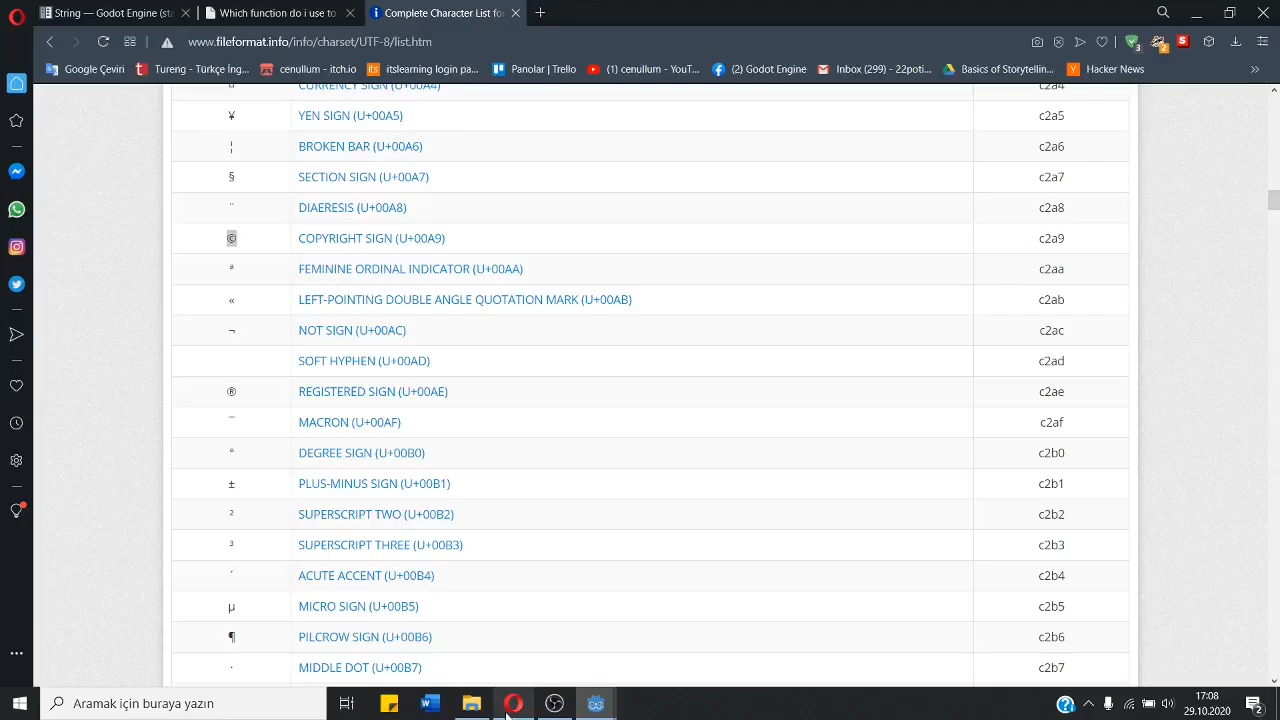 String — Godot Engine (sta
Which function do i use to
Complete Character List for
www.fileformat.info/info/charset/UTF-8/list.htm
3
2
S
Google Çeviri
Tureng - Türkçe İng...
cenullum - itch.io
its
itslearning login pa...
Panolar | Trello
(1) cenullum - YouT...
(2) Godot Engine
Inbox (299) - 22poti...
Basics of Storytellin...
Hacker News
»
¤ CURRENCY SIGN (U+00A4) c2a4
¥ YEN SIGN (U+00A5) c2a5
¦ BROKEN BAR (U+00A6) c2a6
§ SECTION SIGN (U+00A7) c2a7
¨ DIAERESIS (U+00A8) c2a8
© COPYRIGHT SIGN (U+00A9) c2a9
ª FEMININE ORDINAL INDICATOR (U+00AA) c2aa
« LEFT-POINTING DOUBLE ANGLE QUOTATION MARK (U+00AB) c2ab
¬ NOT SIGN (U+00AC) c2ac
SOFT HYPHEN (U+00AD) c2ad
® REGISTERED SIGN (U+00AE) c2ae
¯ MACRON (U+00AF) c2af
° DEGREE SIGN (U+00B0) c2b0
± PLUS-MINUS SIGN (U+00B1) c2b1
² SUPERSCRIPT TWO (U+00B2) c2b2
³ SUPERSCRIPT THREE (U+00B3) c2b3
´ ACUTE ACCENT (U+00B4) c2b4
µ MICRO SIGN (U+00B5) c2b5
¶ PILCROW SIGN (U+00B6) c2b6
· MIDDLE DOT (U+00B7) c2b7
Aramak için buraya yazın
17:08
29.10.2020
2